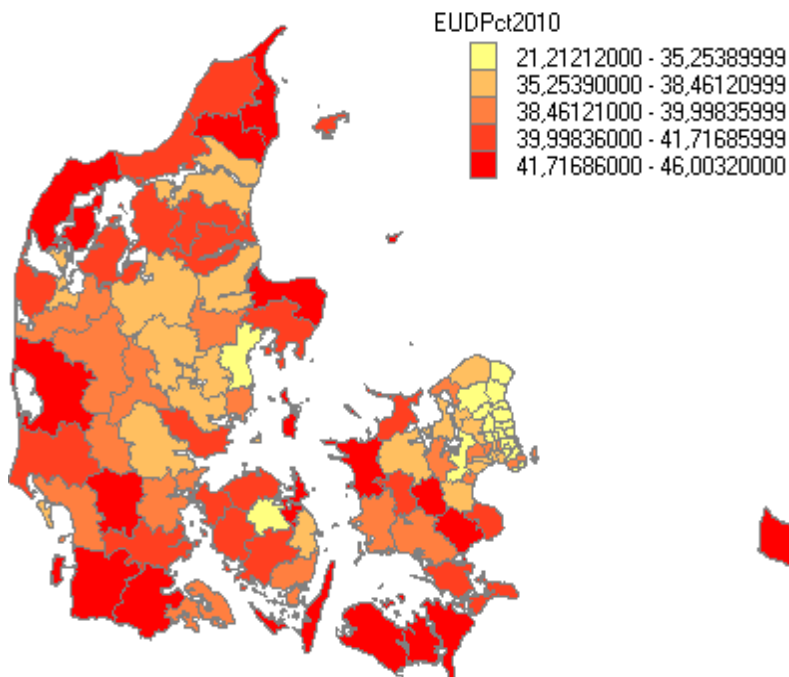 EUDPct2010
21,21212000 - 35,25389999
35,25390000 - 38,46120999
38,46121000 - 39,99835999
39,99836000 - 41,71685999
41,71686000 - 46,00320000